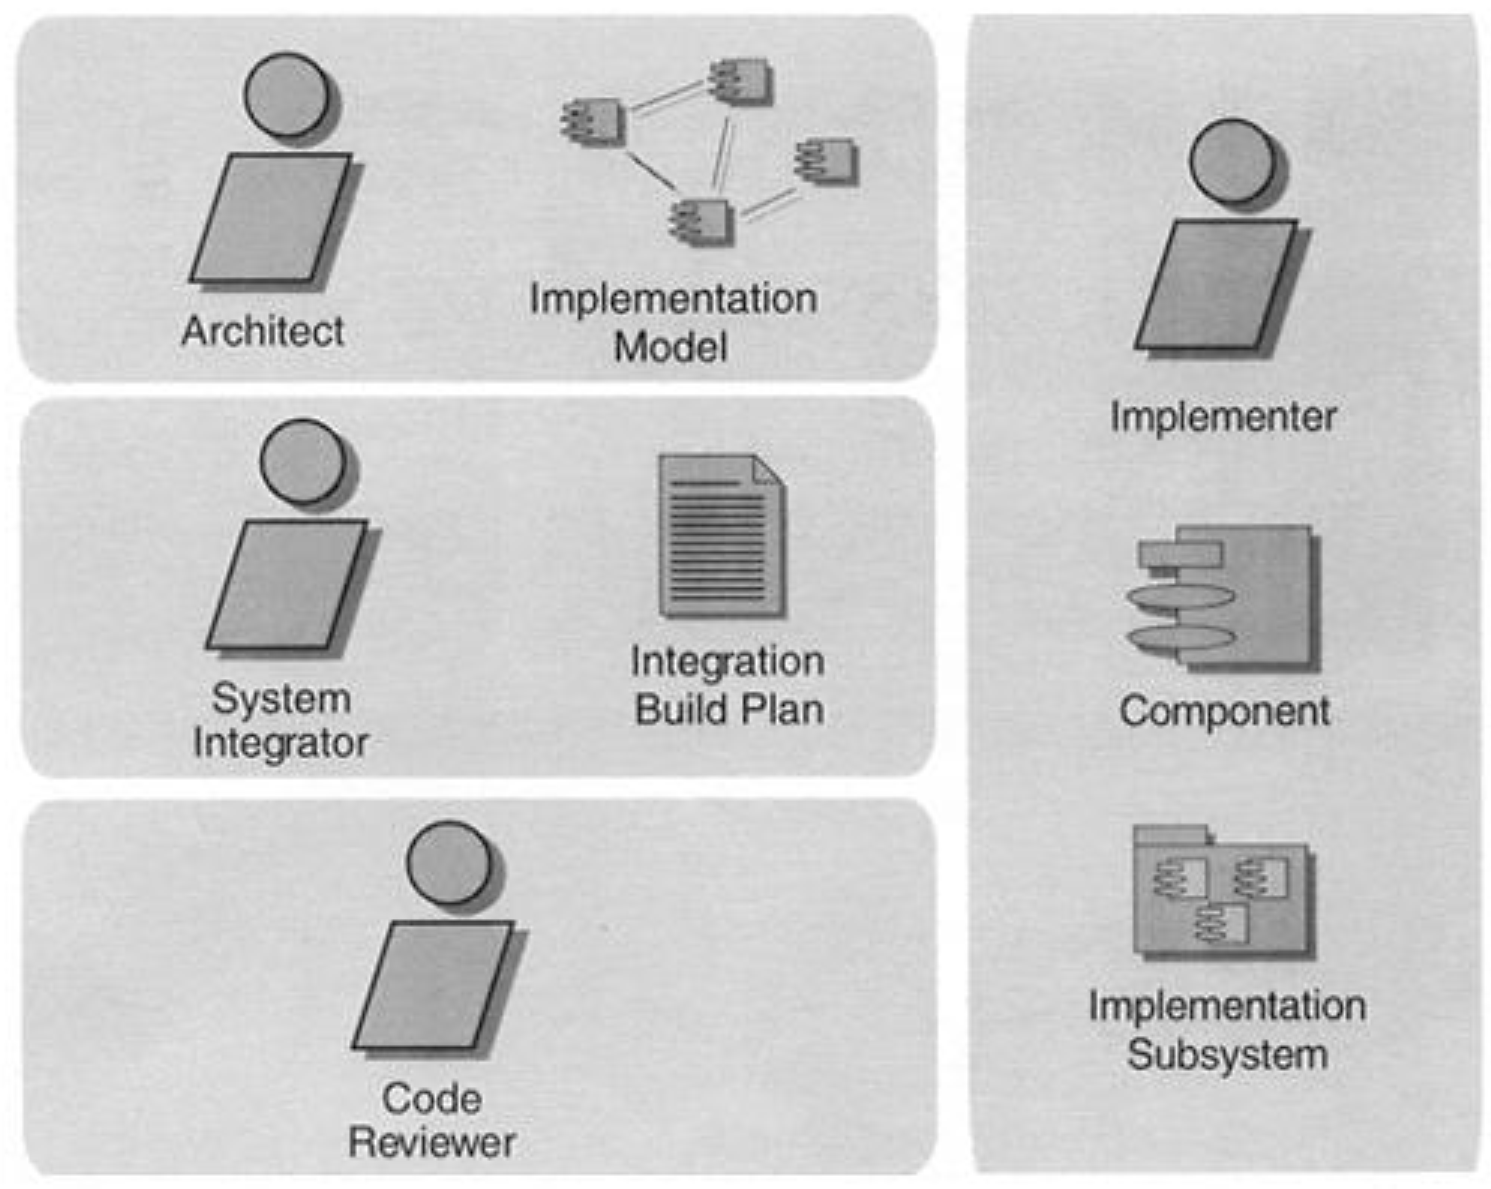 Architect
Implementation
Model
System
Integrator
Integration
Build Plan
Code
Reviewer
Implementer
Component
Implementation
Subsystem